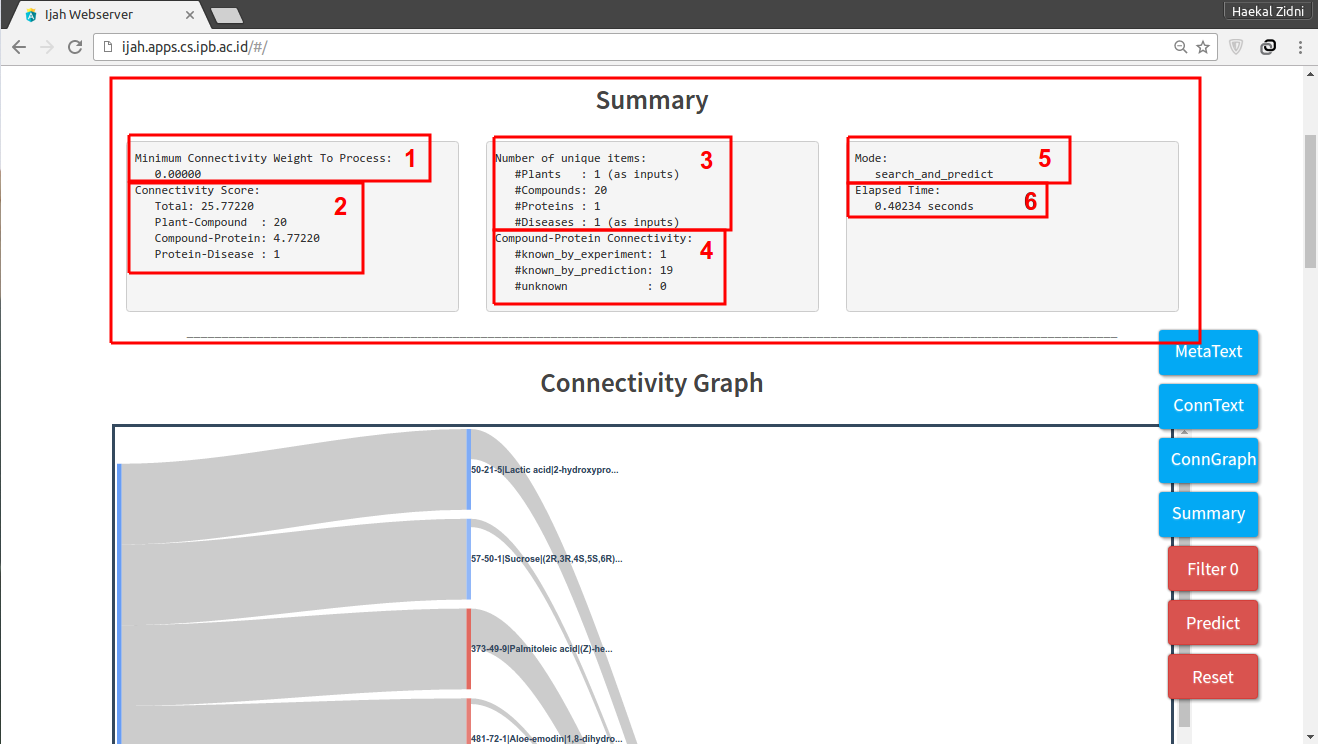 Ijah Webserver
Haekal Zidni
ijah.apps.cs.ipb.ac.id/#/
Summary
Minimum Connectivity Weight To Process: 1
0.00000
Connectivity Score: 2
Total: 25.77220
Plant-Compound : 20
Compound-Protein: 4.77220
Protein-Disease : 1
Number of unique items: 3
#Plants : 1 (as inputs)
#Compounds: 20
#Proteins : 1
#Diseases : 1 (as inputs)
Compound-Protein Connectivity: 4
#known_by_experiment: 1
#known_by_prediction: 19
#unknown : 0
Mode: 5
search_and_predict
Elapsed Time: 6
0.40234 seconds
Connectivity Graph
50-21-5|Lactic acid|2-hydroxypro...
57-50-1|Sucrose|(2R,3R,4S,5S,6R)...
373-49-9|Palmitoleic acid|(Z)-he...
481-72-1|Aloe-emodin|1,8-dihydro...
MetaText
ConnText
ConnGraph
Summary
Filter 0
Predict
Reset